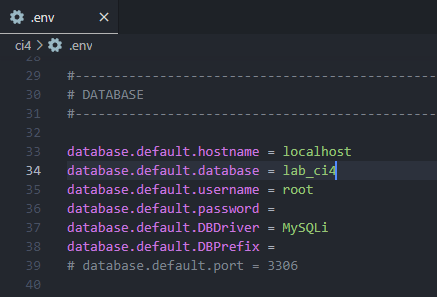 .env
ci4 > .env
28
29 #-----------------------------------------------
30 # DATABASE
31 #-----------------------------------------------
32
33 database.default.hostname = localhost
34 database.default.database = lab_ci4
35 database.default.username = root
36 database.default.password =
37 database.default.DBDriver = MySQLi
38 database.default.DBPrefix =
39 # database.default.port = 3306
40